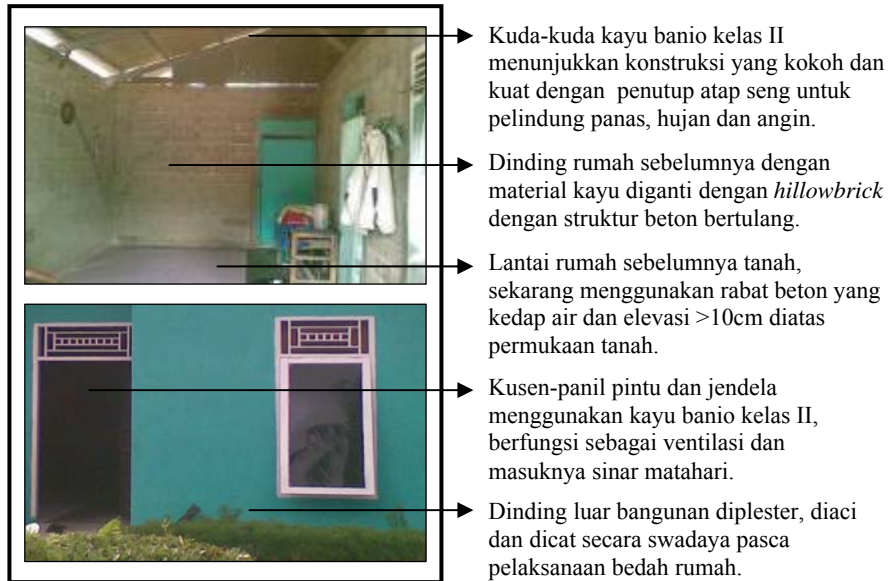 Kuda-kuda kayu banio kelas II
menunjukkan konstruksi yang kokoh dan
kuat dengan penutup atap seng untuk
pelindung panas, hujan dan angin.
Dinding rumah sebelumnya dengan
material kayu diganti dengan hillowbrick
dengan struktur beton bertulang.
Lantai rumah sebelumnya tanah,
sekarang menggunakan rabat beton yang
kedap air dan elevasi >10cm diatas
permukaan tanah.
Kusen-panil pintu dan jendela
menggunakan kayu banio kelas II,
berfungsi sebagai ventilasi dan
masuknya sinar matahari.
Dinding luar bangunan diplester, diaci
dan dicat secara swadaya pasca
pelaksanaan bedah rumah.